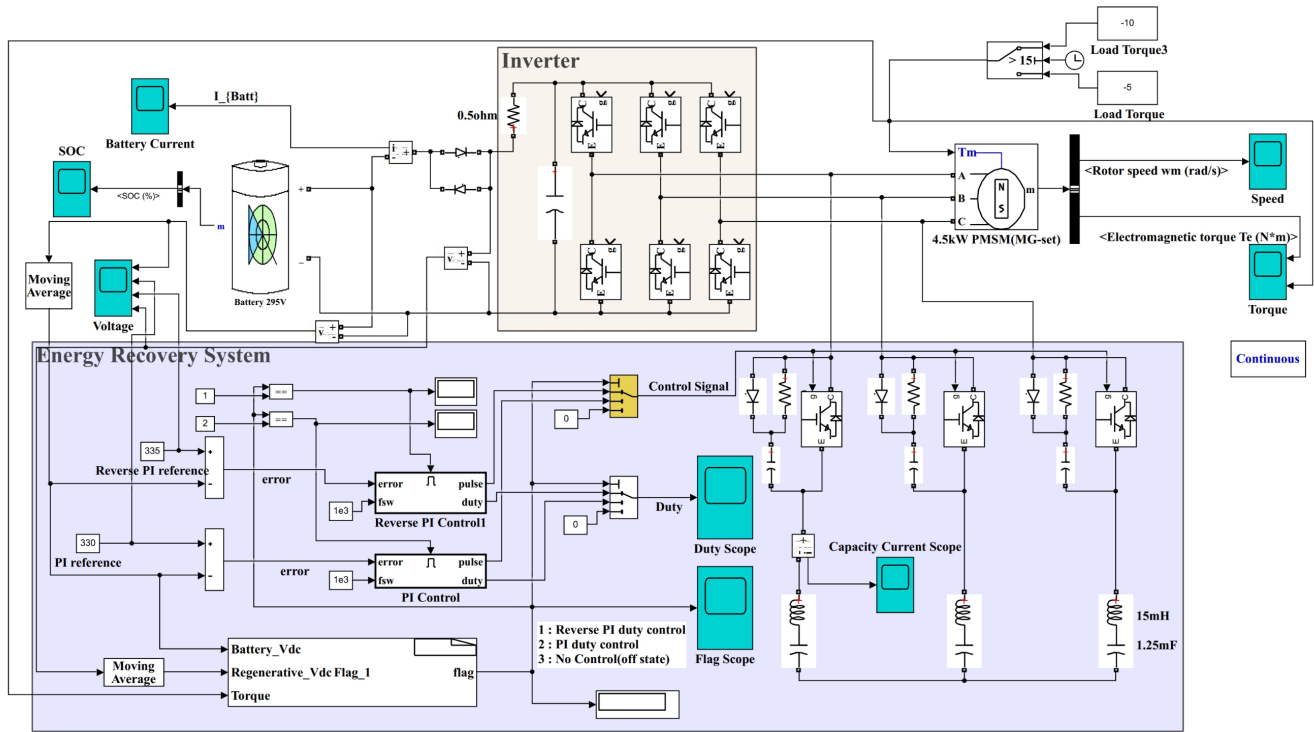 -10
Load Torque3
> 15
-5
Load Torque
Inverter
I_{Batt}
Battery Current
0.5ohm
i
+
-
C
g
E
C
g
E
C
g
E
SOC
<SOC (%)>
m
+
-
Battery 295V
Tm
A
B
C
N
S
m
4.5kW PMSM(MG-set)
<Rotor speed wm (rad/s)>
Speed
<Electromagnetic torque Te (N*m)>
Torque
Continuous
Moving
Average
Voltage
v
+
-
v
+
-
C
g
E
C
g
E
C
g
E
Energy Recovery System
1
==
2
==
Control Signal
0
335
Reverse PI reference
+
-
error
error
fsw
pulse
duty
1e3
Reverse PI Control1
330
PI reference
+
-
error
error
fsw
pulse
duty
1e3
PI Control
0
Duty
Duty Scope
Flag Scope
1 : Reverse PI duty control
2 : PI duty control
3 : No Control(off state)
g
C
E
g
C
E
g
C
E
+
i
-
Capacity Current Scope
15mH
1.25mF
Moving
Average
Battery_Vdc
Regenerative_Vdc Flag_1
Torque
flag